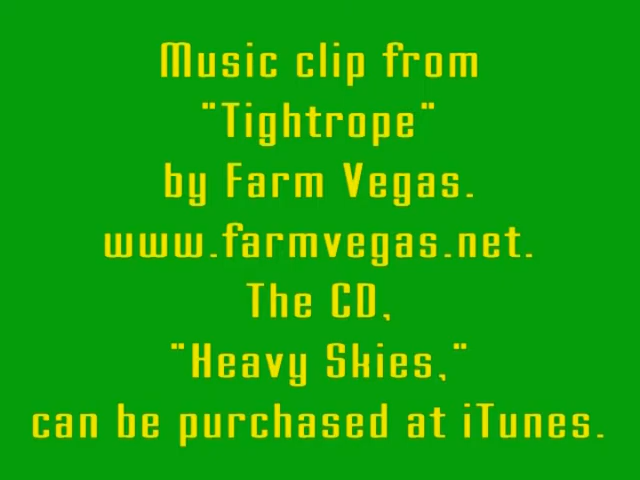 Music clip from
"Tightrope"
by Farm Vegas.
www.farmvegas.net.
The CD,
"Heavy Skies,"
can be purchased at iTunes.